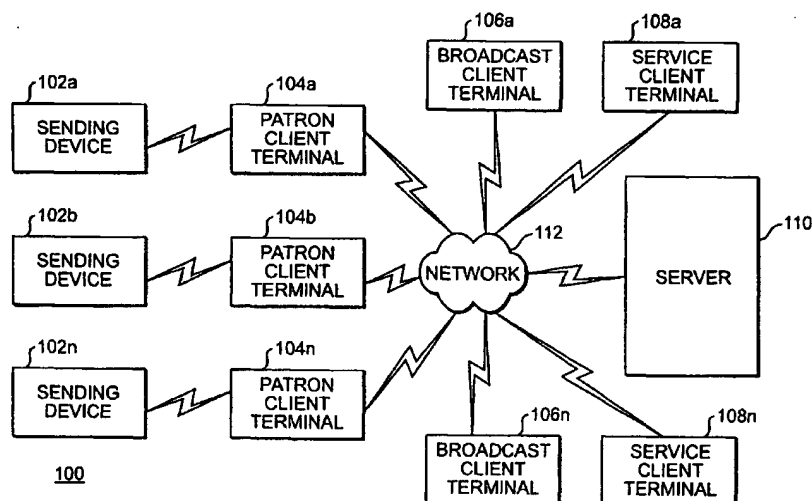 106a
108a
BROADCAST
CLIENT
TERMINAL
SERVICE
CLIENT
TERMINAL
102a
SENDING
DEVICE
104a
PATRON
CLIENT
TERMINAL
102b
SENDING
DEVICE
104b
PATRON
CLIENT
TERMINAL
112
NETWORK
110
SERVER
102n
SENDING
DEVICE
104n
PATRON
CLIENT
TERMINAL
106n
BROADCAST
CLIENT
TERMINAL
108n
SERVICE
CLIENT
TERMINAL
100